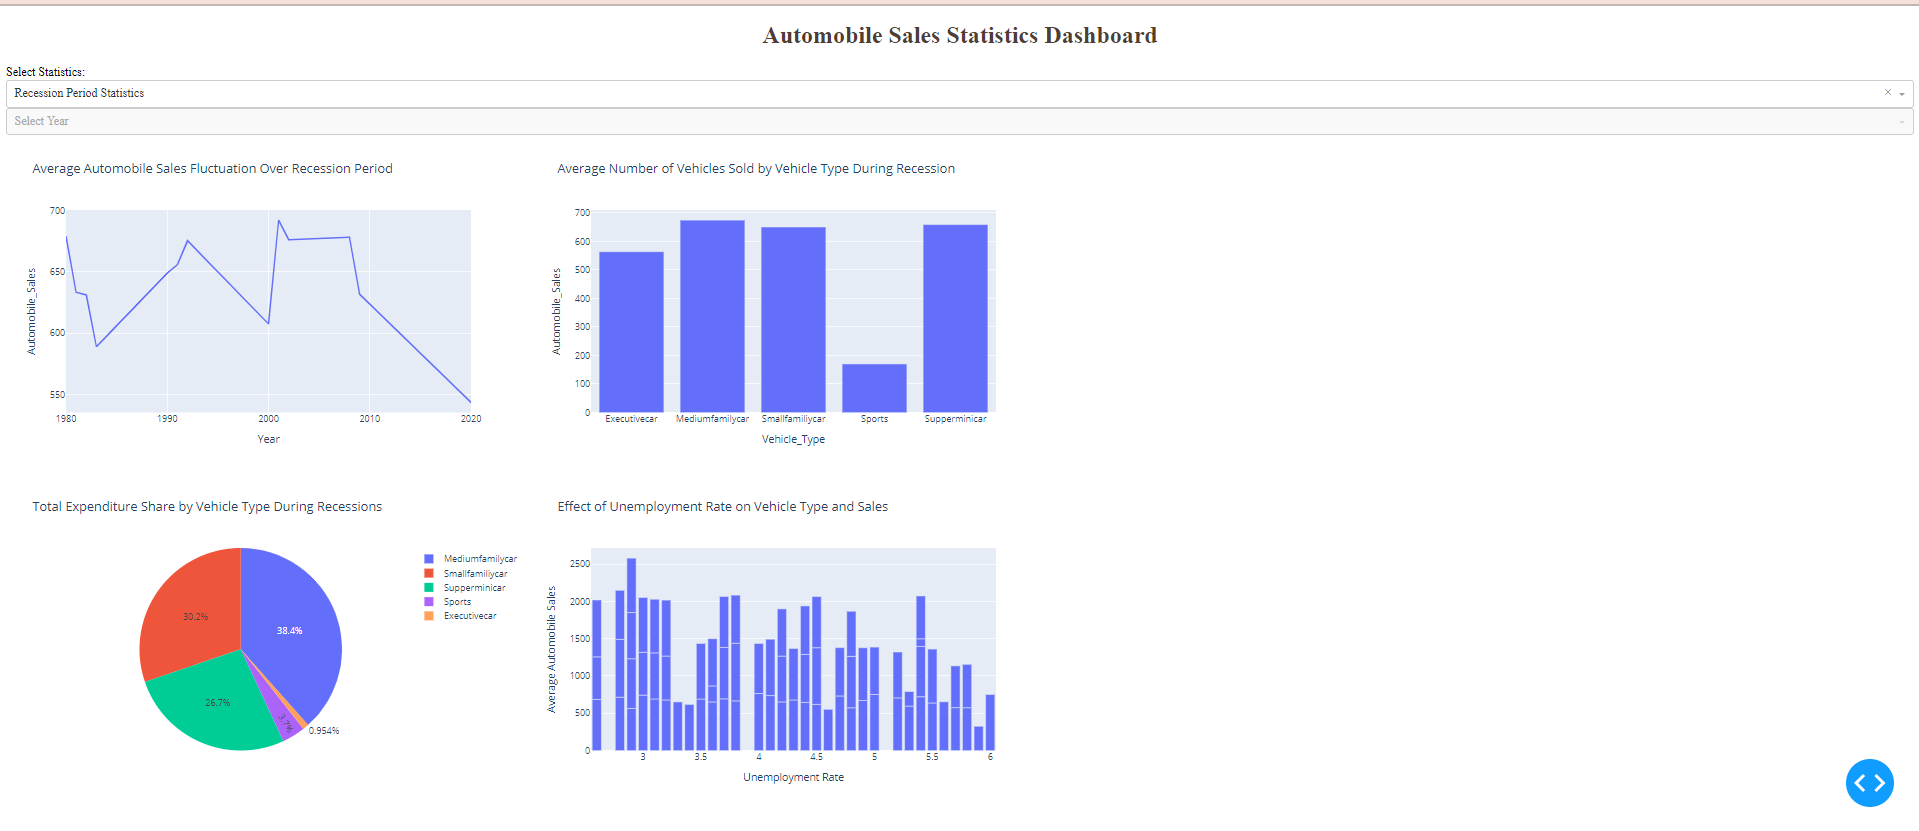 Automobile Sales Statistics Dashboard
Select Statistics:
Recession Period Statistics
×
Select Year
Average Automobile Sales Fluctuation Over Recession Period
700
650
600
550
Automobile_Sales
1980 1990 2000 2010 2020
Year
Average Number of Vehicles Sold by Vehicle Type During Recession
700
600
500
400
300
200
100
0
Automobile_Sales
Executivecar Mediumfamilycar Smallfamiliycar Sports Supperminicar
Vehicle_Type
Total Expenditure Share by Vehicle Type During Recessions
38.4%
30.2%
26.7%
3.7%
0.954%
Mediumfamilycar
Smallfamiliycar
Supperminicar
Sports
Executivecar
Effect of Unemployment Rate on Vehicle Type and Sales
2500
2000
1500
1000
500
0
Average Automobile Sales
3 3.5 4 4.5 5 5.5 6
Unemployment Rate